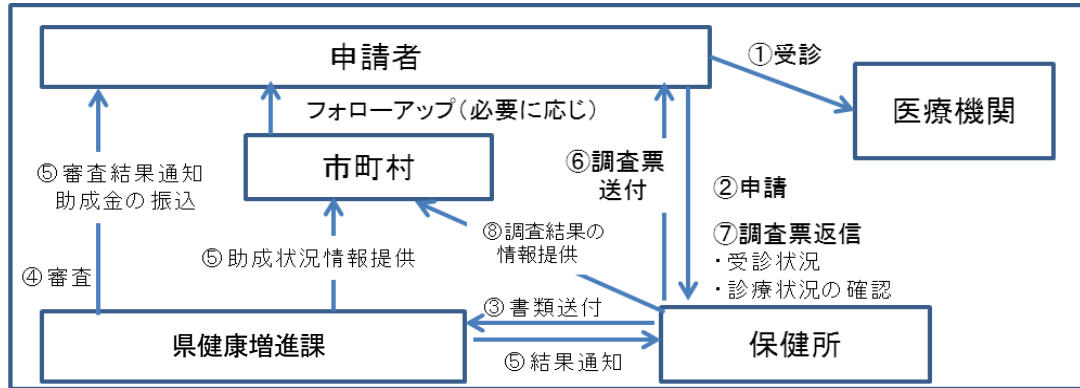 申請者
①受診
医療機関
フォローアップ（必要に応じ）
市町村
⑤審査結果通知
助成金の振込
⑥調査票
送付
②申請
⑦調査票返信
・受診状況
・診療状況の確認
⑧調査結果の
情報提供
⑤助成状況情報提供
④審査
③書類送付
県健康増進課
⑤結果通知
保健所